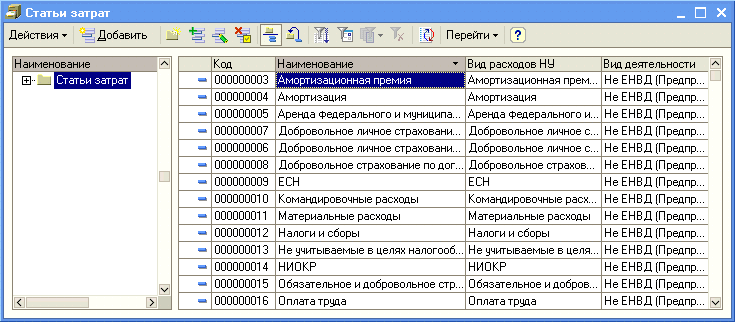 Статьи затрат
Действия Добавить Перейти
Наименование
Статьи затрат
Код Наименование Вид расходов НУ Вид деятельности
000000003 Амортизационная премия Амортизационная прем... Не ЕНВД (Предпр...
000000004 Амортизация Амортизация Не ЕНВД (Предпр...
000000005 Аренда федерального и муниципа... Аренда федерального и... Не ЕНВД (Предпр...
000000007 Добровольное личное страховани... Добровольное личное с... Не ЕНВД (Предпр...
000000006 Добровольное личное страховани... Добровольное личное с... Не ЕНВД (Предпр...
000000008 Добровольное страхование по дог... Добровольное страхов... Не ЕНВД (Предпр...
000000009 ЕСН ЕСН Не ЕНВД (Предпр...
000000010 Командировочные расходы Командировочные расх... Не ЕНВД (Предпр...
000000011 Материальные расходы Материальные расходы Не ЕНВД (Предпр...
000000012 Налоги и сборы Налоги и сборы Не ЕНВД (Предпр...
000000013 Не учитываемые в целях налогооб... Не учитываемые в целя... Не ЕНВД (Предпр...
000000014 НИОКР НИОКР Не ЕНВД (Предпр...
000000015 Обязательное и добровольное стр... Обязательное и добров... Не ЕНВД (Предпр...
000000016 Оплата труда Оплата труда Не ЕНВД (Предпр...